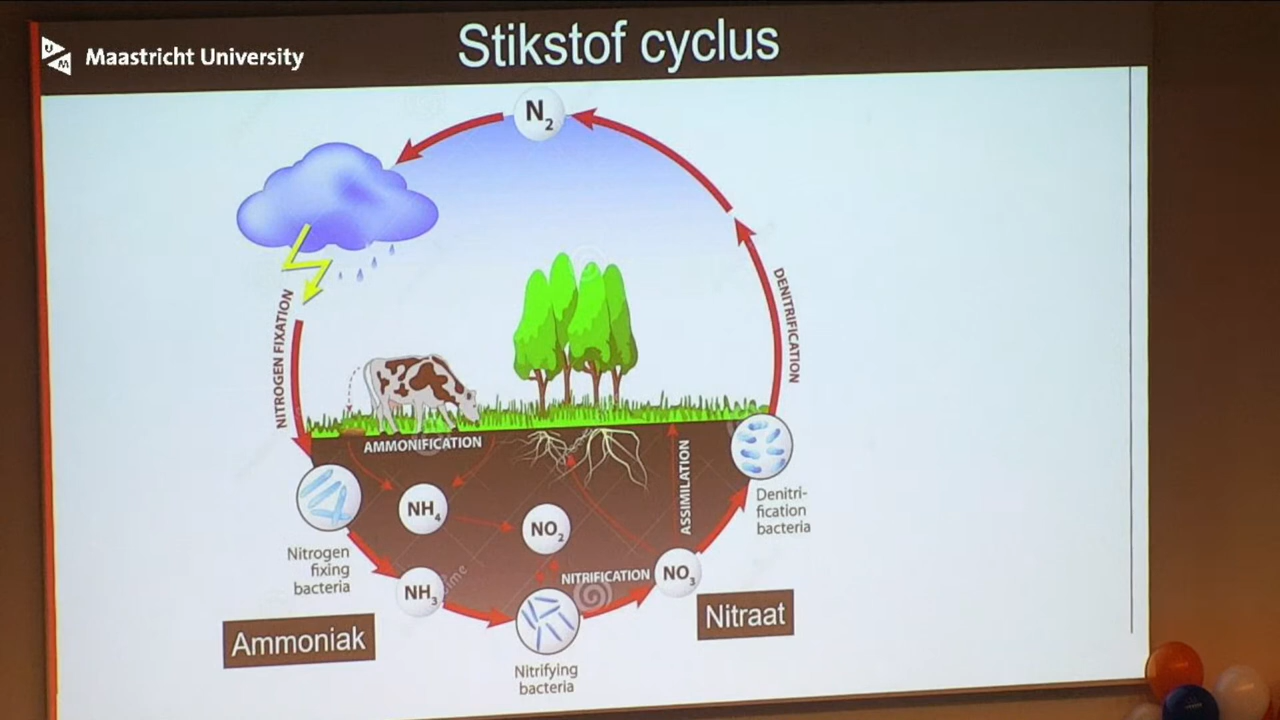 Maastricht University
Stikstof cyclus
N2
NITROGEN FIXATION
DENITRIFICATION
AMMONIFICATION
ASSIMILATION
NH4
NO2
Denitri-
fication
bacteria
Nitrogen
fixing
bacteria
NH3
NITRIFICATION
NO3
Ammoniak
Nitraat
Nitrifying
bacteria